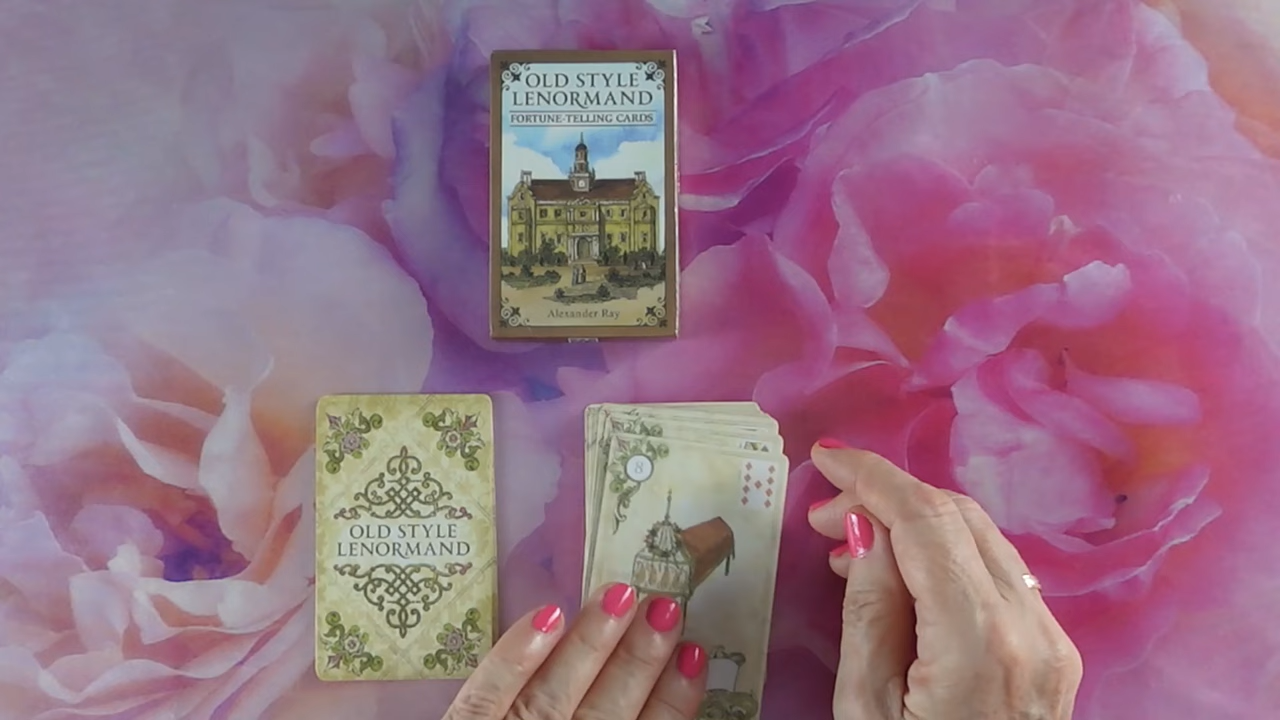 OLD STYLE
LENORMAND
FORTUNE-TELLING CARDS
Alexander Ray
OLD STYLE
LENORMAND
8